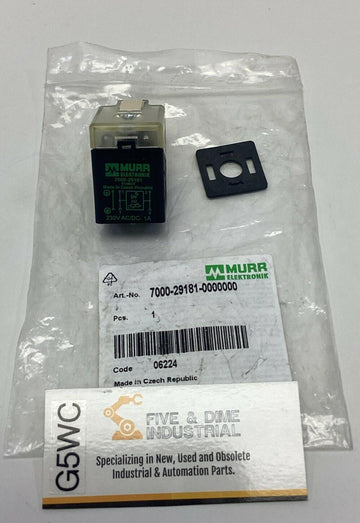 MURR
ELEKTRONIK
7000-29181
Made in Czech Republic
230V AC/DC 1A
MURR
ELEKTRONIK
Art.-No. 7000-29181-0000000
Pcs. 1
Code 06224
Made in Czech Republic
G5WC
FIVE & DIME
INDUSTRIAL
Specializing in New, Used and Obsolete
Industrial & Automation Parts.